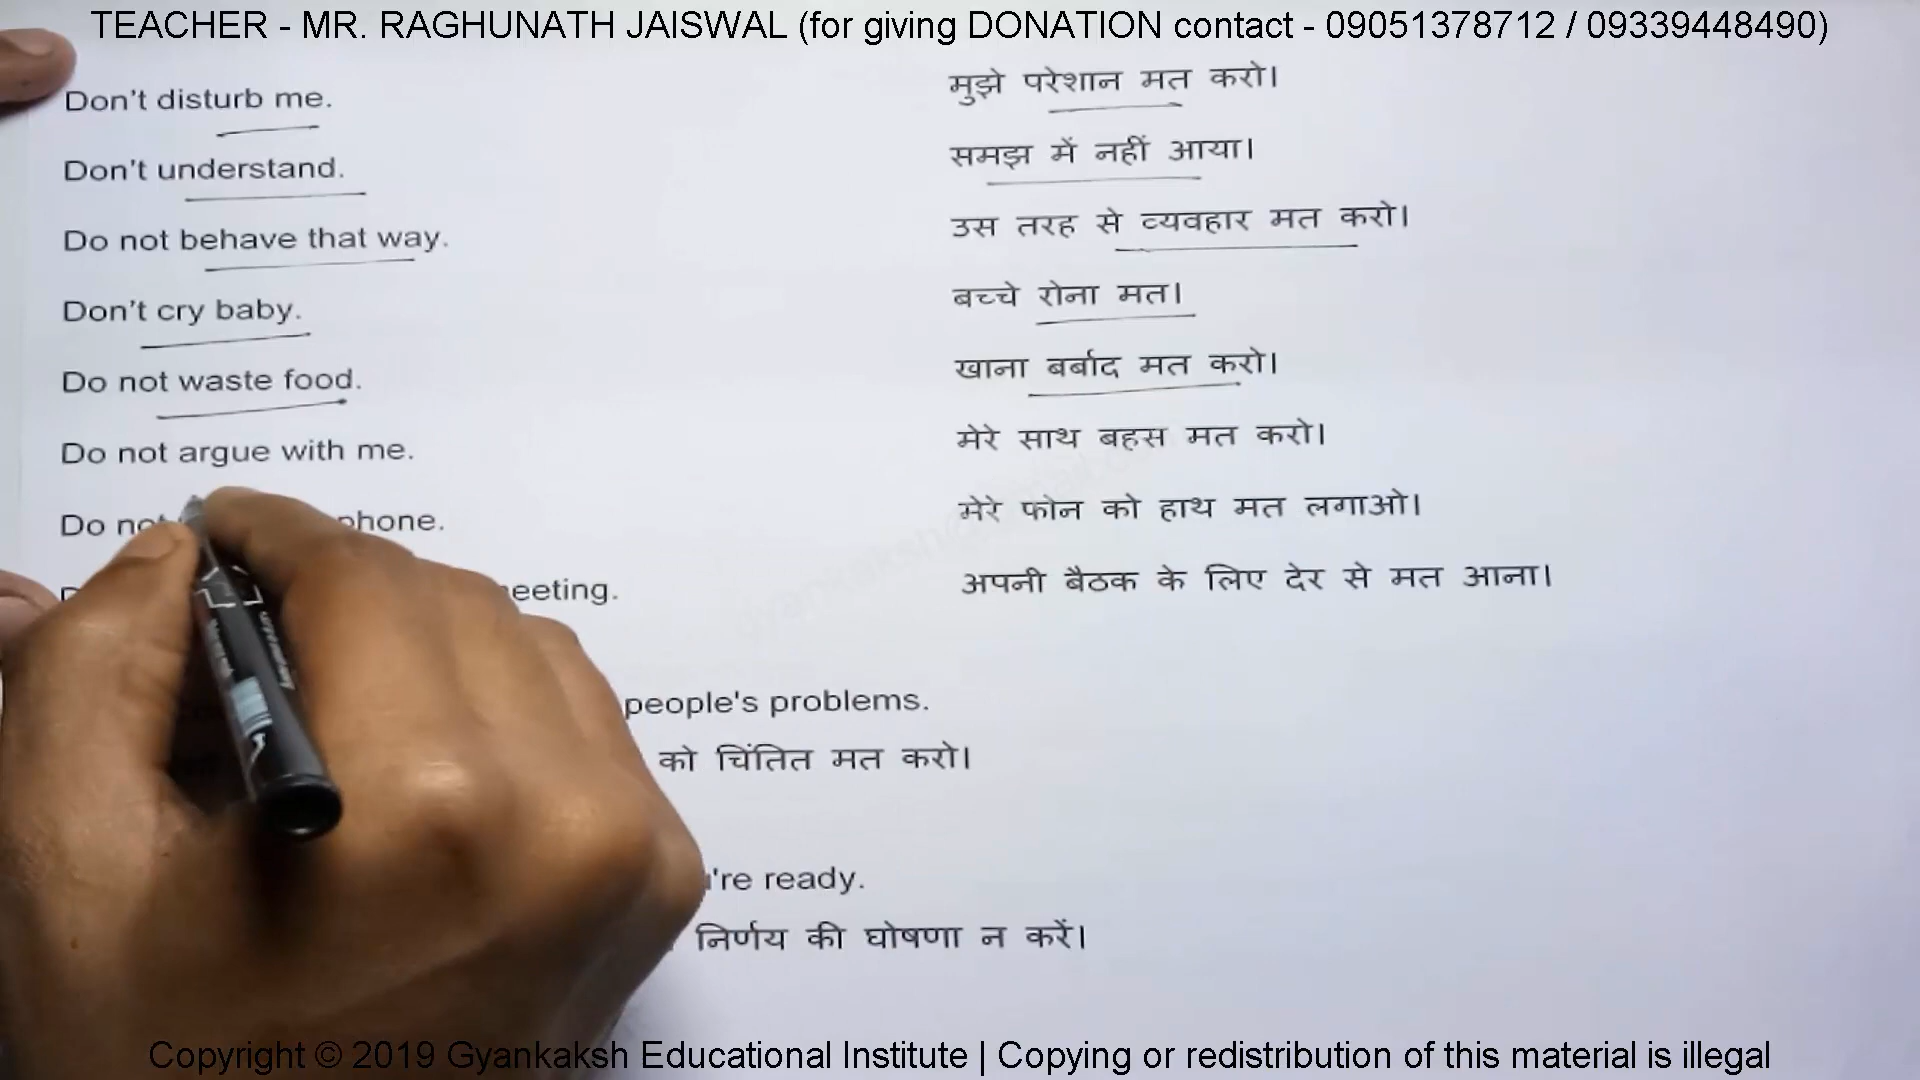 TEACHER - MR. RAGHUNATH JAISWAL (for giving DONATION contact - 09051378712 / 09339448490)
Don't disturb me. मुझे परेशान मत करो।
Don't understand. समझ में नहीं आया।
Do not behave that way. उस तरह से व्यवहार मत करो।
Don't cry baby. बच्चे रोना मत।
Do not waste food. खाना बर्बाद मत करो।
Do not argue with me. मेरे साथ बहस मत करो।
Do not phone. मेरे फोन को हाथ मत लगाओ।
अपनी बैठक के लिए देर से मत आना।
people's problems.
को चिंतित मत करो।
ready.
निर्णय की घोषणा न करें।
Copyright © 2019 Gyankaksh Educational Institute | Copying or redistribution of this material is illegal